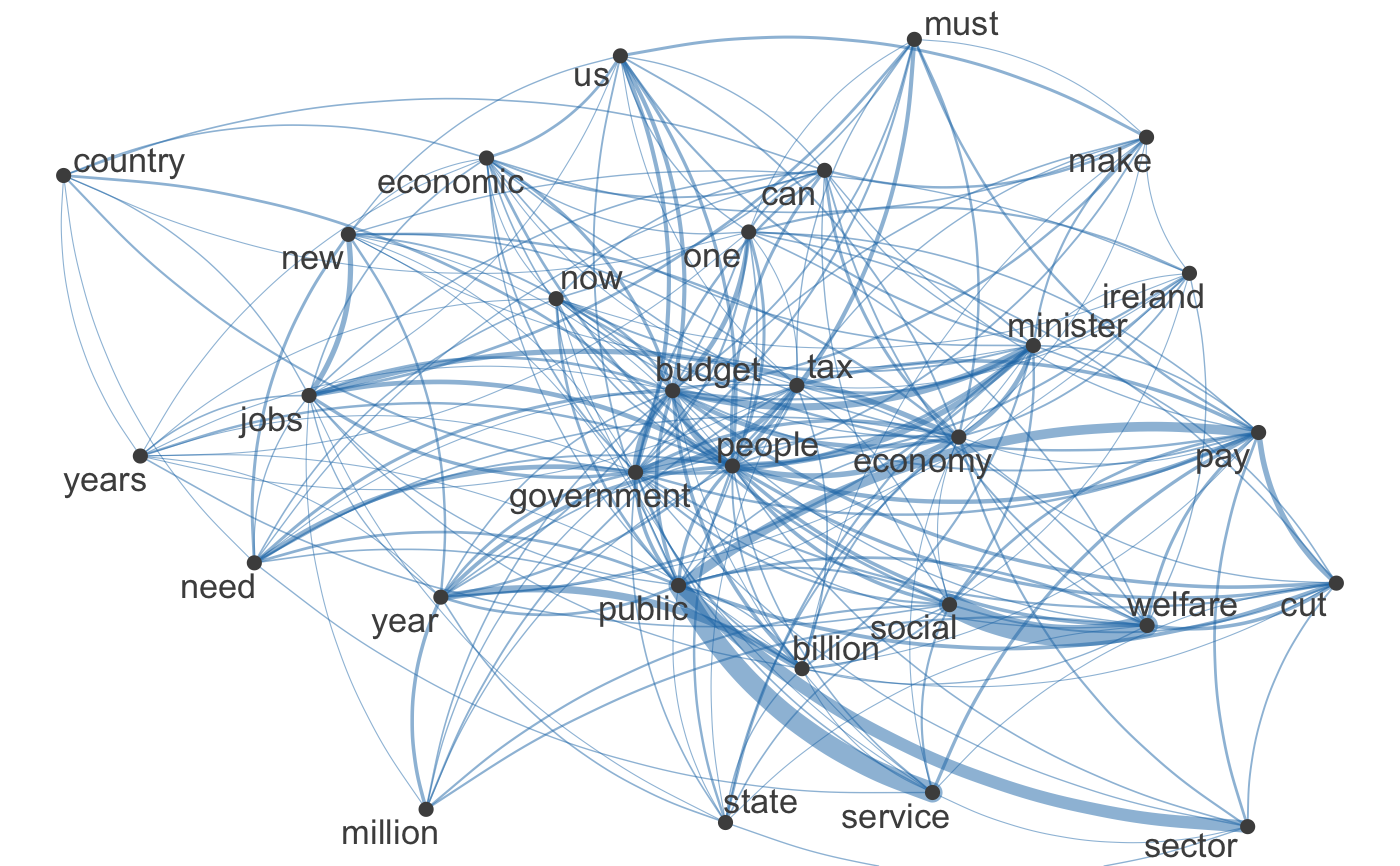 must
us
country
make
economic
can
new
one
now
ireland
minister
budget
tax
jobs
people
economy
pay
years
government
need
year
public
social
welfare
cut
billion
state
service
million
sector